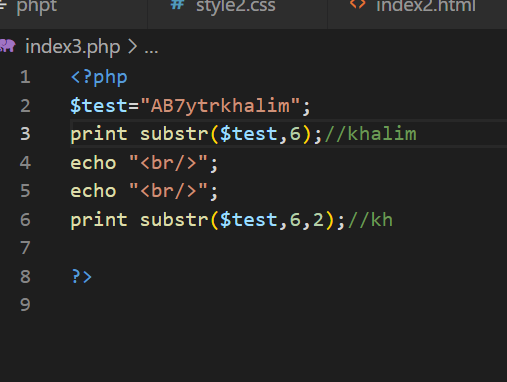 phpt # style2.css <> index2.html
index3.php > ...
1 <?php
2 $test="AB7ytrkhalim";
3 print substr($test,6);//khalim
4 echo "<br/>";
5 echo "<br/>";
6 print substr($test,6,2);//kh
7
8 ?>
9